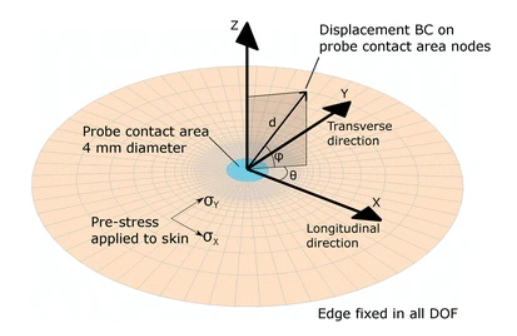 Z
Displacement BC on
probe contact area nodes
Y
d
Transverse
direction
Probe contact area
4 mm diameter
φ
θ
σY
X
Pre-stress
applied to skin
σX
Longitudinal
direction
Edge fixed in all DOF